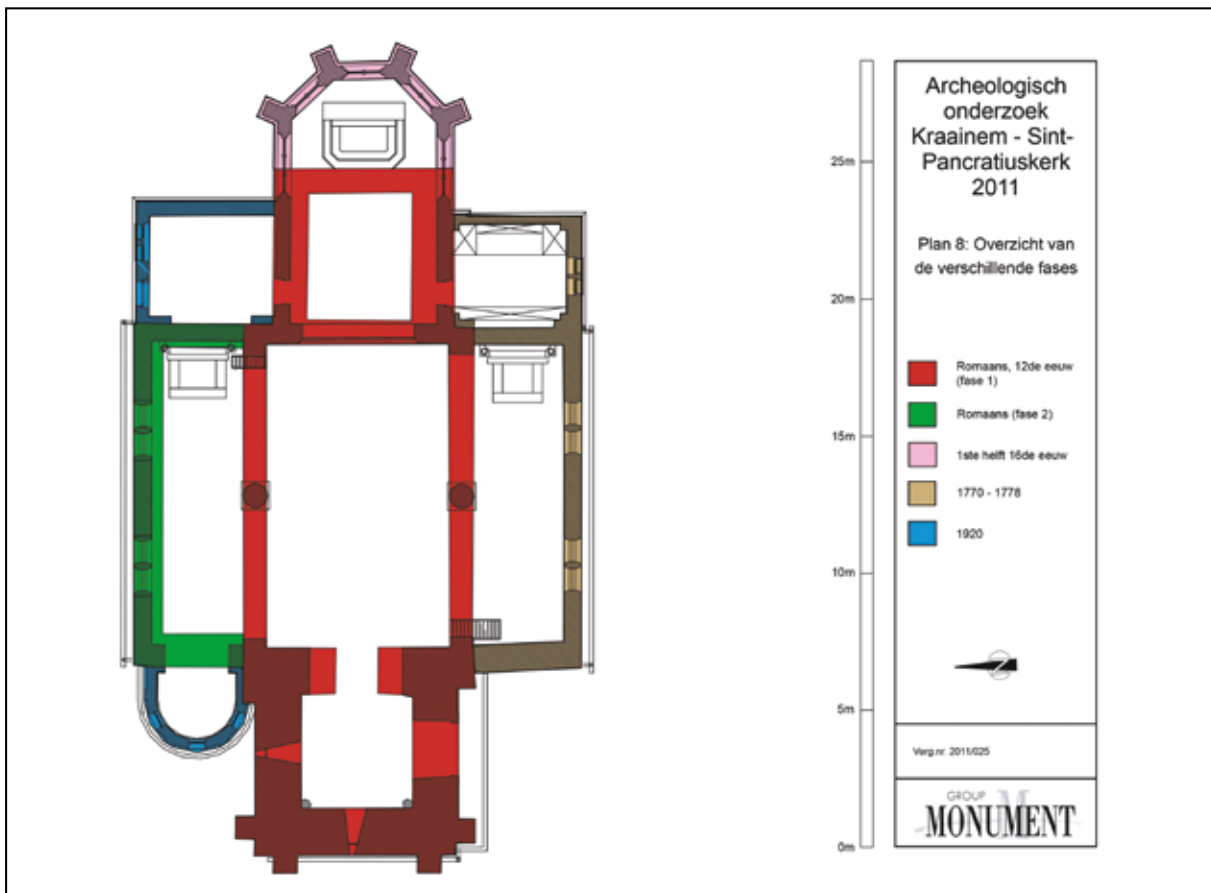 Archeologisch
onderzoek
Kraainem - Sint-
Pancratiuskerk
2011
Plan 8: Overzicht van
de verschillende fases
25m
20m
15m
10m
5m
0m
Romaans, 12de eeuw
(fase 1)
Romaans (fase 2)
1ste helft 16de eeuw
1770 - 1778
1920
Z
Verg.nr. 2011/025
GROUP
M
MONUMENT